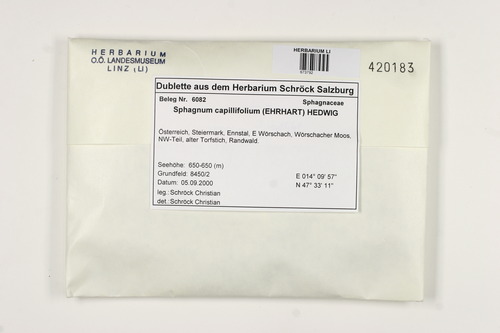 HERBARIUM
O.Ö. LANDESMUSEUM
LINZ (LI)
HERBARIUM LI
420183
Dublette aus dem Herbarium Schröck Salzburg
Beleg Nr. 6082 Sphagnaceae
Sphagnum capillifolium (EHRHART) HEDWIG
Österreich, Steiermark, Ennstal, E Wörschach, Wörschacher Moos,
NW-Teil, alter Torfstich, Randwald.
Seehöhe: 650-650 (m)
Grundfeld: 8450/2 E 014° 09' 57"
Datum: 05.09.2000 N 47° 33' 11"
leg.: Schröck Christian
det.: Schröck Christian